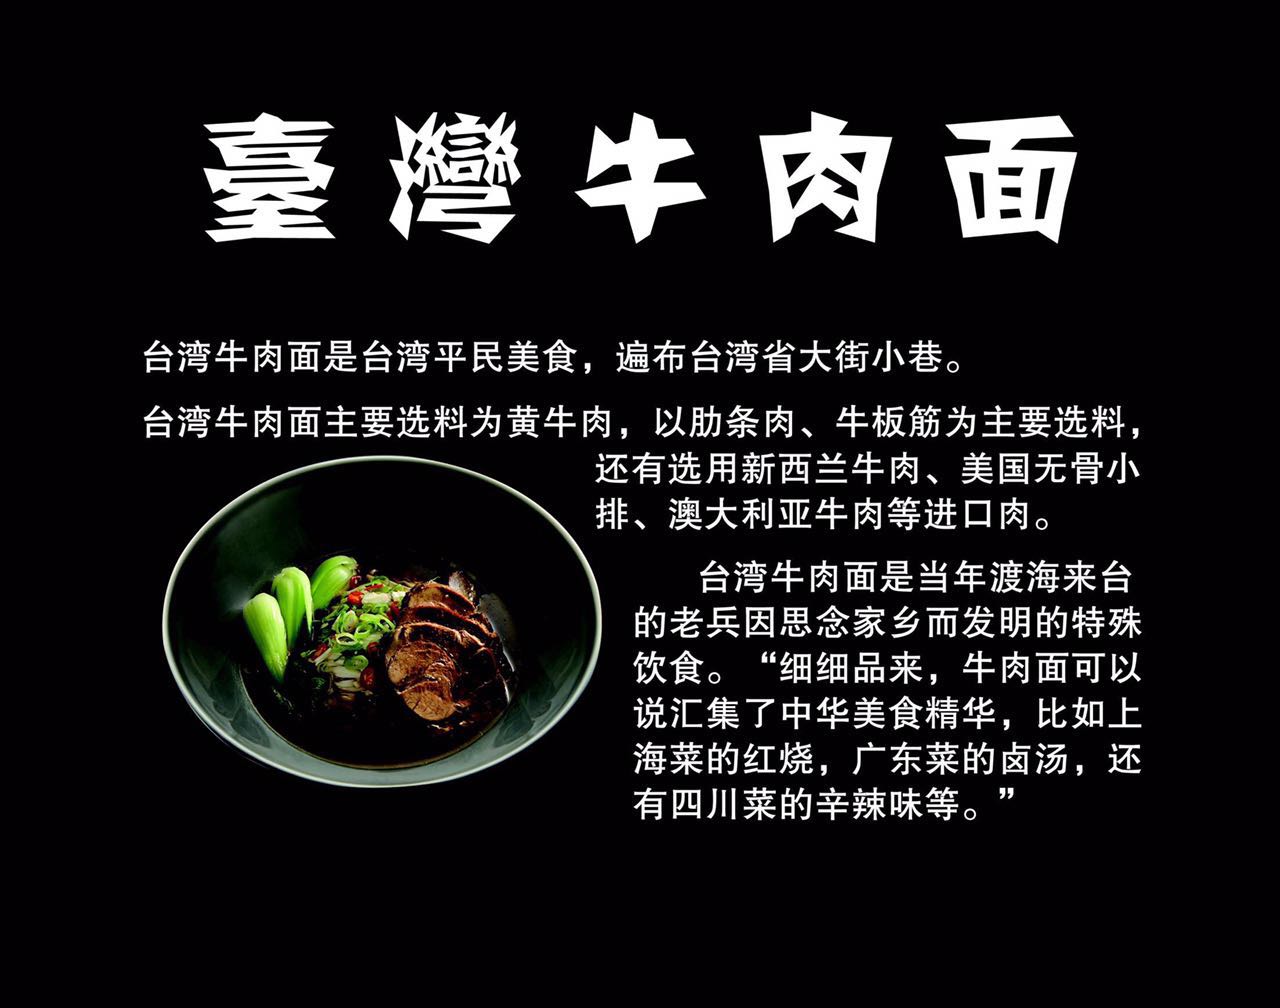 臺灣牛肉面
台湾牛肉面是台湾平民美食，遍布台湾省大街小巷。
台湾牛肉面主要选料为黄牛肉，以肋条肉、牛板筋为主要选料，
还有选用新西兰牛肉、美国无骨小
排、澳大利亚牛肉等进口肉。
台湾牛肉面是当年渡海来台
的老兵因思念家乡而发明的特殊
饮食。“细细品来，牛肉面可以
说汇集了中华美食精华，比如上
海菜的红烧，广东菜的卤汤，还
有四川菜的辛辣味等。”